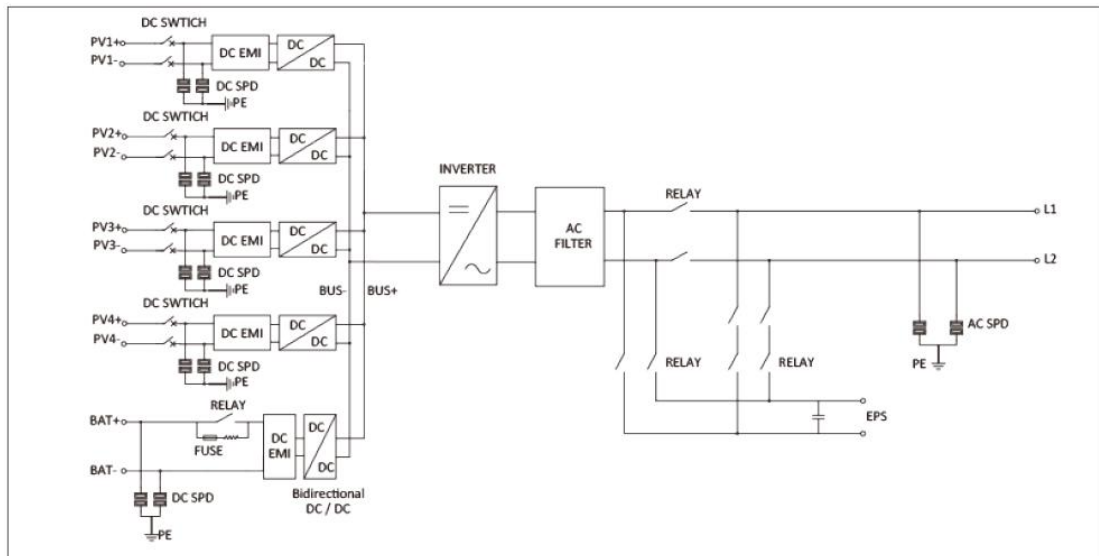 DC SWTICH
PV1+
PV1-
DC EMI
DC
DC
DC SPD
PE
DC SWTICH
PV2+
PV2-
DC EMI
DC
DC
DC SPD
PE
DC SWTICH
PV3+
PV3-
DC EMI
DC
DC
DC SPD
PE
BUS-
BUS+
DC SWTICH
PV4+
PV4-
DC EMI
DC
DC
DC SPD
PE
RELAY
BAT+
FUSE
DC
EMI
DC
DC
BAT-
DC SPD
PE
Bidirectional
DC / DC
INVERTER
AC
FILTER
RELAY
L1
L2
RELAY
RELAY
AC SPD
PE
EPS